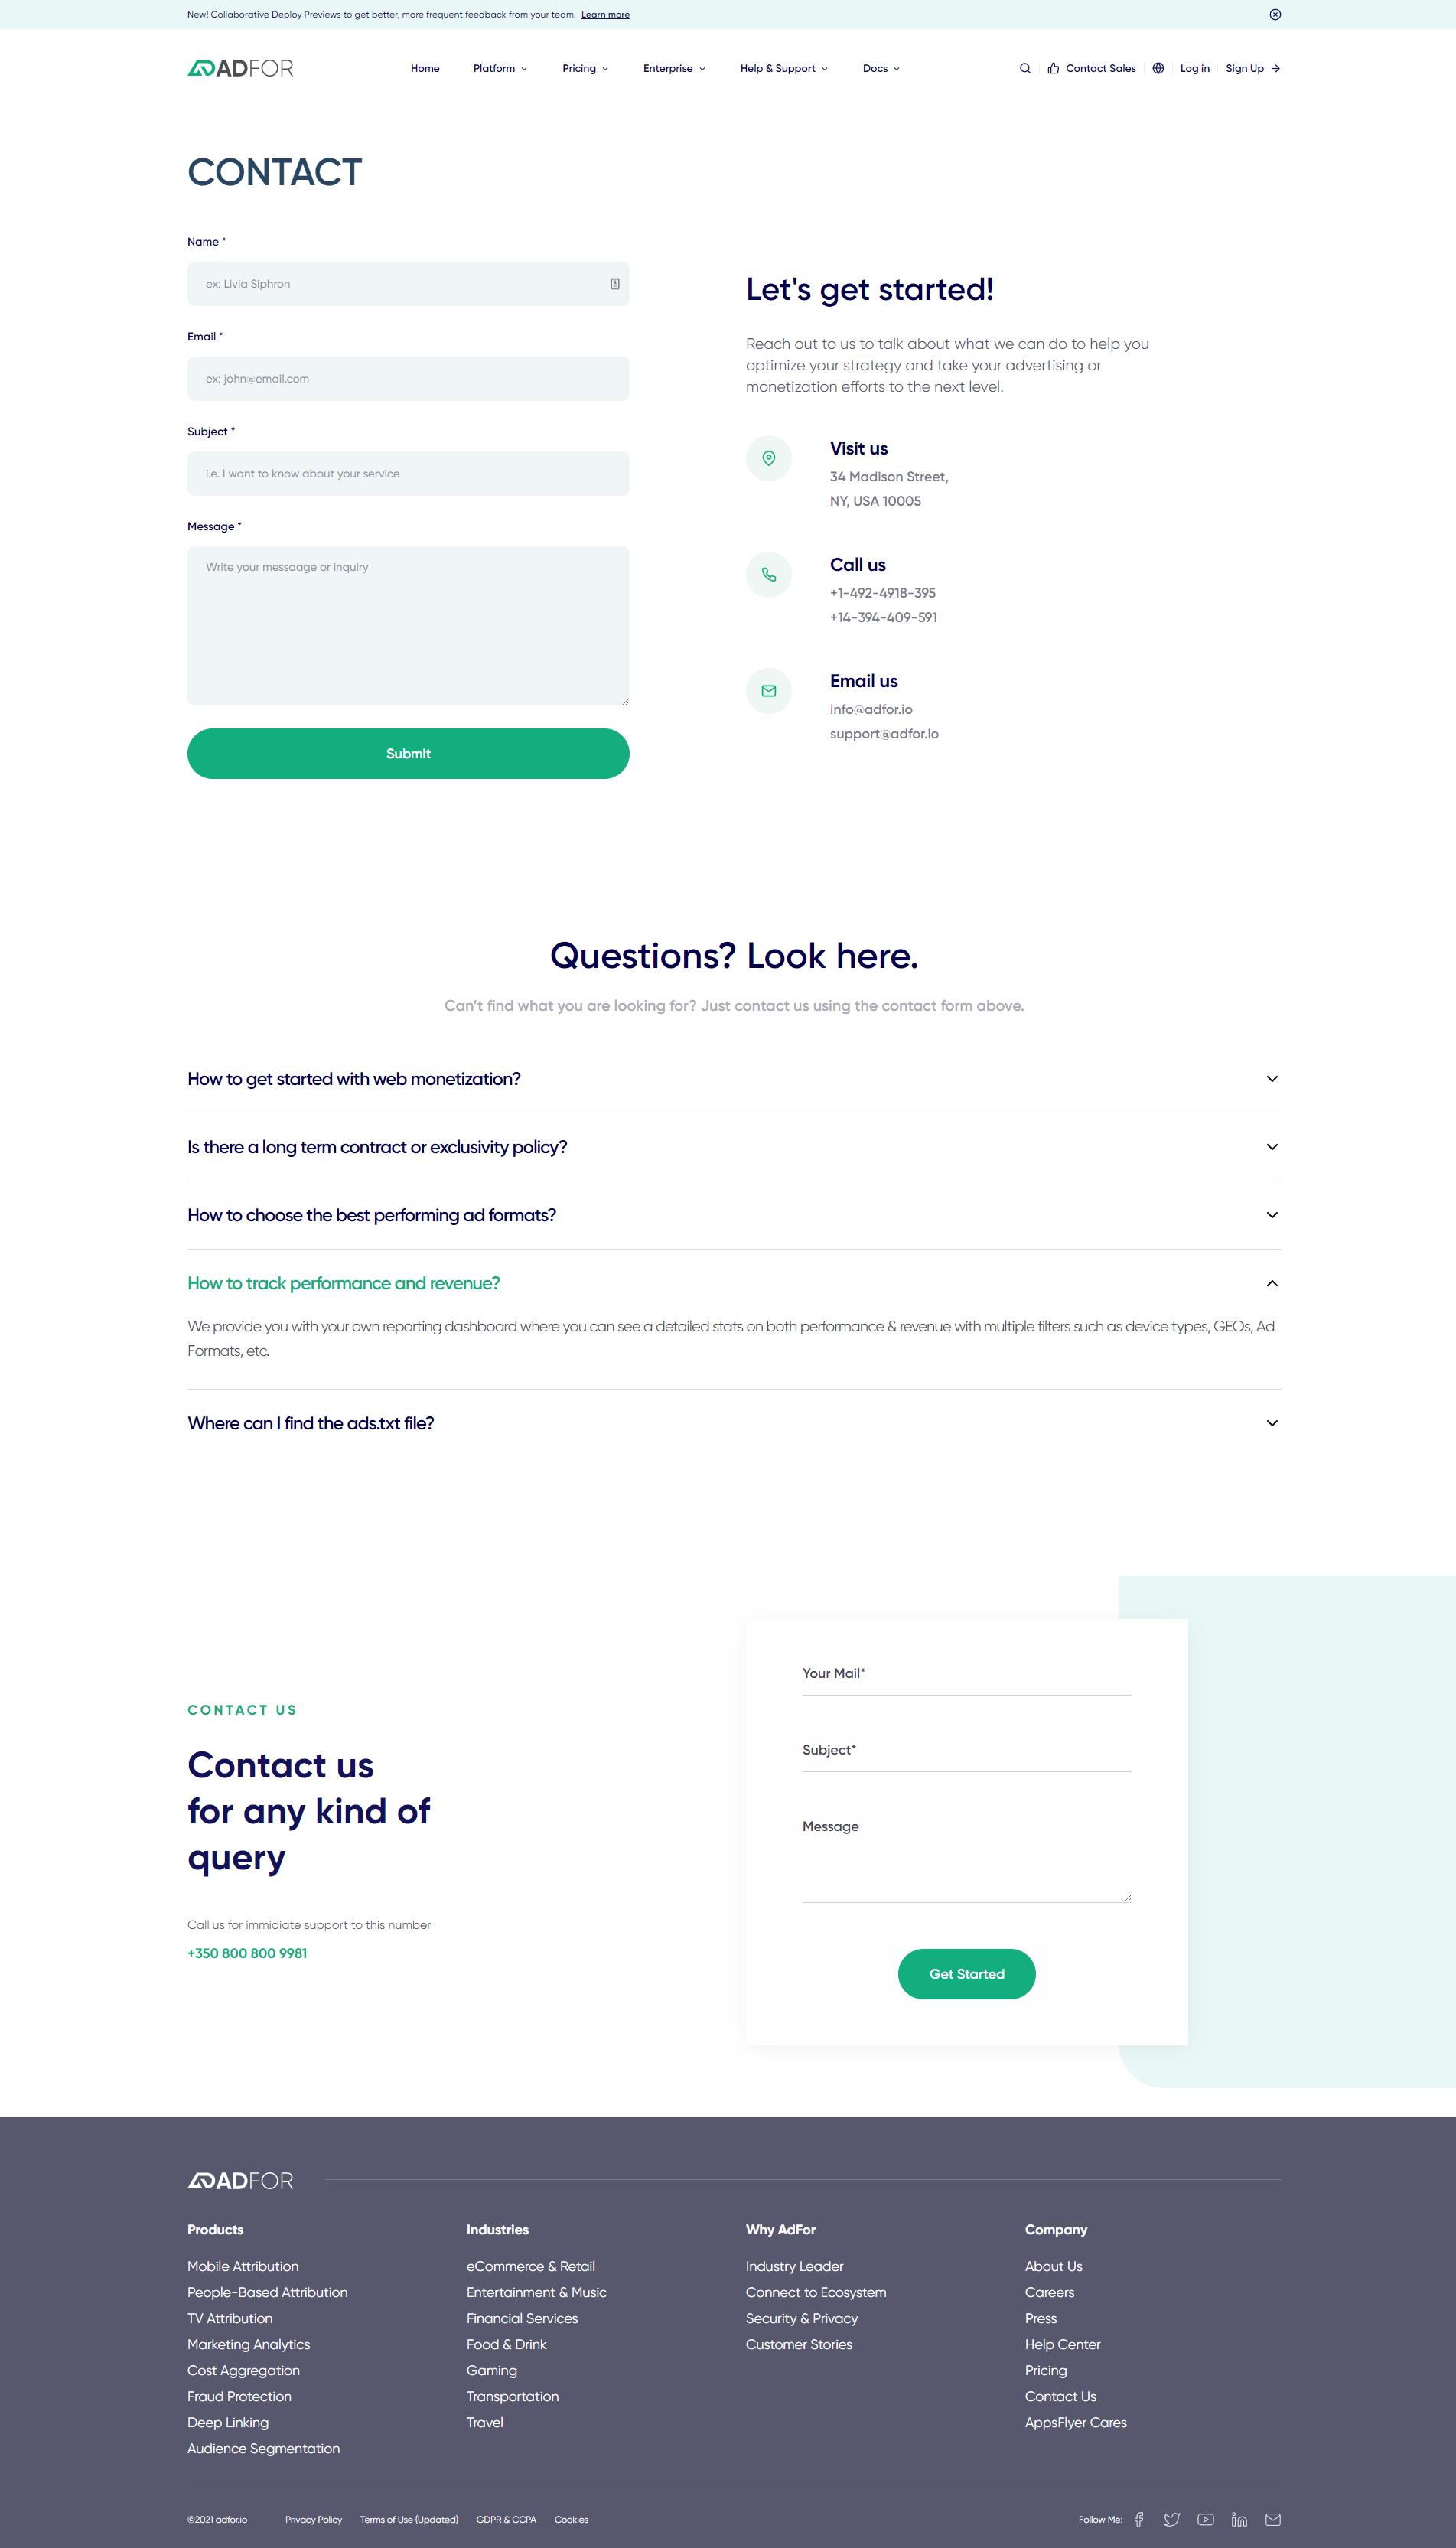 New! Collaborative Deploy Previews to get better, more frequent feedback from your team. Learn more
ADFOR
Home Platform Pricing Enterprise Help & Support Docs Contact Sales Log in Sign Up
CONTACT
Name *
ex: Livia Siphron
Email *
ex: john@email.com
Subject *
i.e. I want to know about your service
Message *
Write your messaage or inquiry
Submit
Let's get started!
Reach out to us to talk about what we can do to help you
optimize your strategy and take your advertising or
monetization efforts to the next level.
Visit us
34 Madison Street,
NY, USA 10005
Call us
+1-492-4918-395
+14-394-409-591
Email us
info@adfor.io
support@adfor.io
Questions? Look here.
Can’t find what you are looking for? Just contact us using the contact form above.
How to get started with web monetization?
Is there a long term contract or exclusivity policy?
How to choose the best performing ad formats?
How to track performance and revenue?
We provide you with your own reporting dashboard where you can see a detailed stats on both performance & revenue with multiple filters such as device types, GEOs, Ad
Formats, etc.
Where can I find the ads.txt file?
CONTACT US
Contact us
for any kind of
query
Call us for immidiate support to this number
+350 800 800 9981
Your Mail*
Subject*
Message
Get Started
ADFOR
Products
Mobile Attribution
People-Based Attribution
TV Attribution
Marketing Analytics
Cost Aggregation
Fraud Protection
Deep Linking
Audience Segmentation
Industries
eCommerce & Retail
Entertainment & Music
Financial Services
Food & Drink
Gaming
Transportation
Travel
Why AdFor
Industry Leader
Connect to Ecosystem
Security & Privacy
Customer Stories
Company
About Us
Careers
Press
Help Center
Pricing
Contact Us
AppsFlyer Cares
©2021 adfor.io Privacy Policy Terms of Use (Updated) GDPR & CCPA Cookies Follow Me: